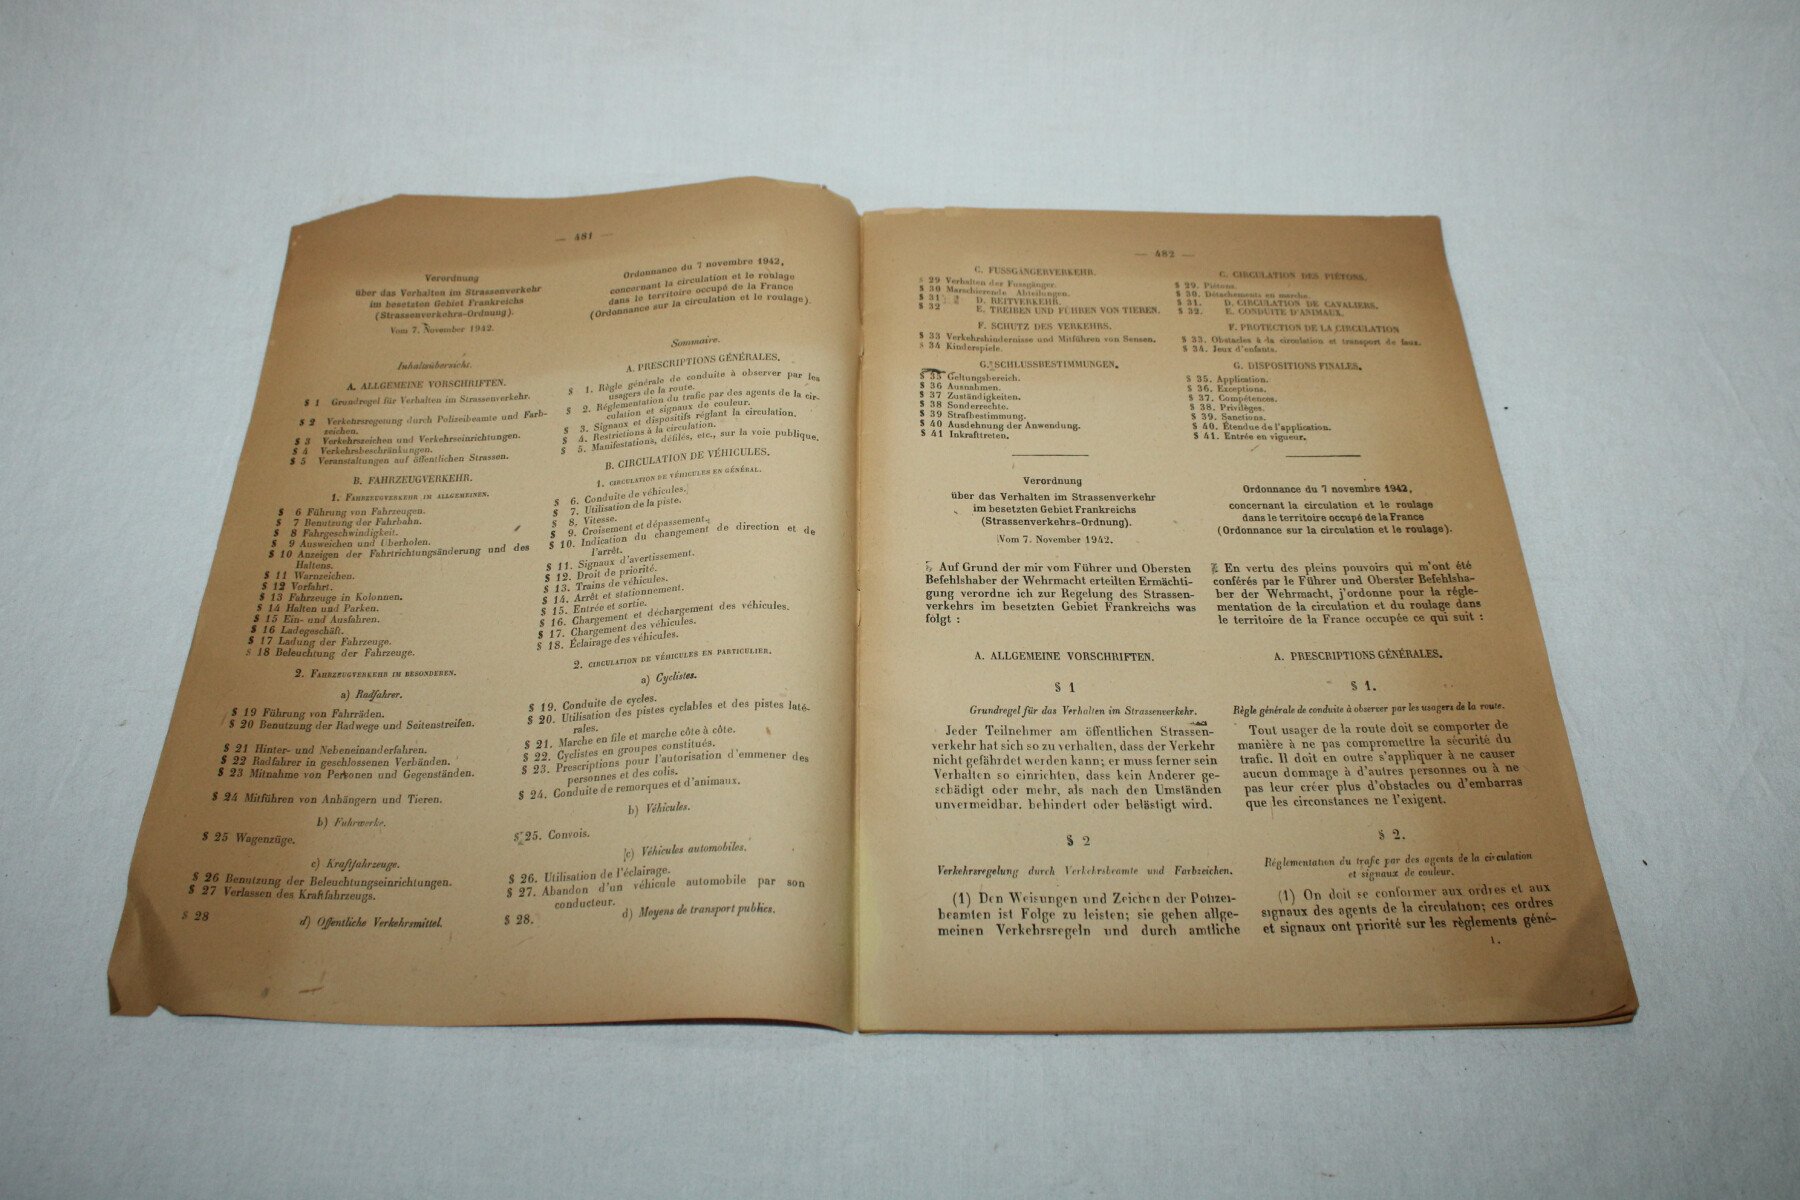 — 481 —
Verordnung
über das Verhalten im Strassenverkehr
im besetzten Gebiet Frankreichs
(Strassenverkehrs-Ordnung).
Vom 7. November 1942.
Inhaltsübersicht.
A. ALLGEMEINE VORSCHRIFTEN.
§ 1 Grundregel für Verhalten im Strassenverkehr.
§ 2 Verkehrsregelung durch Polizeibeamte und Farb-
zeichen.
§ 3 Verkehrszeichen und Verkehrseinrichtungen.
§ 4 Verkehrsbeschränkungen.
§ 5 Veranstaltungen auf öffentlichen Strassen.
B. FAHRZEUGVERKEHR.
1. FAHRZEUGVERKEHR IM ALLGEMEINEN.
§ 6 Führung von Fahrzeugen.
§ 7 Benutzung der Fahrbahn.
§ 8 Fahrgeschwindigkeit.
§ 9 Ausweichen und Überholen.
§ 10 Anzeigen der Fahrtrichtungsänderung und des
Haltens.
§ 11 Warnzeichen.
§ 12 Vorfahrt.
§ 13 Fahrzeuge in Kolonnen.
§ 14 Halten und Parken.
§ 15 Ein- und Ausfahren.
§ 16 Ladegeschäft.
§ 17 Ladung der Fahrzeuge.
§ 18 Beleuchtung der Fahrzeuge.
2. FAHRZEUGVERKEHR IM BESONDEREN.
a) Radfahrer.
§ 19 Führung von Fahrräden.
§ 20 Benutzung der Radwege und Seitenstreifen.
§ 21 Hinter- und Nebeneinanderfahren.
§ 22 Radfahrer in geschlossenen Verbänden.
§ 23 Mitnahme von Personen und Gegenständen.
§ 24 Mitführen von Anhängern und Tieren.
b) Fuhrwerke.
§ 25 Wagenzüge.
c) Kraftfahrzeuge.
§ 26 Benutzung der Beleuchtungseinrichtungen.
§ 27 Verlassen des Kraftfahrzeugs.
§ 28 d) Offentliche Verkehrsmittel.
Ordonnance du 7 novembre 1942,
concernant la circulation et le roulage
dans le territoire occupé de la France
(Ordonnance sur la circulation et le roulage).
Sommaire.
A. PRESCRIPTIONS GÉNÉRALES.
§ 1. Règle générale de conduite à observer par les
usagers de la route.
§ 2. Réglementation du trafic par des agents de la cir-
culation et signaux de couleur.
§ 3. Signaux et dispositifs réglant la circulation.
§ 4. Restrictions à la circulation.
§ 5. Manifestations, défilés, etc., sur la voie publique.
B. CIRCULATION DE VÉHICULES.
1. CIRCULATION DE VÉHICULES EN GÉNÉRAL.
§ 6. Conduite de véhicules.
§ 7. Utilisation de la piste.
§ 8. Vitesse.
§ 9. Croisement et dépassement.
§ 10. Indication du changement de direction et de
l'arrêt.
§ 11. Signaux d'avertissement.
§ 12. Droit de priorité.
§ 13. Trains de véhicules.
§ 14. Arrêt et stationnement.
§ 15. Entrée et sortie.
§ 16. Chargement et déchargement des véhicules.
§ 17. Chargement des véhicules.
§ 18. Éclairage des véhicules.
2. CIRCULATION DE VÉHICULES EN PARTICULIER.
a) Cyclistes.
§ 19. Conduite de cycles.
§ 20. Utilisation des pistes cyclables et des pistes laté-
rales.
§ 21. Marche en file et marche côte à côte.
§ 22. Cyclistes en groupes constitués.
§ 23. Prescriptions pour l'autorisation d'emmener des
personnes et des colis.
§ 24. Conduite de remorques et d'animaux.
b) Véhicules.
§ 25. Convois.
c) Véhicules automobiles.
§ 26. Utilisation de l'éclairage.
§ 27. Abandon d'un véhicule automobile par son
conducteur.
§ 28. d) Moyens de transport publics.
— 482 —
C. FUSSGÄNGERVERKEHR.
§ 29 Verhalten der Fussgänger.
§ 30 Marschierende Abteilungen.
§ 31 D. REITVERKEHR.
§ 32 E. TREIBEN UND FÜHREN VON TIEREN.
F. SCHUTZ DES VERKEHRS.
§ 33 Verkehrshindernisse und Mitführen von Sensen.
§ 34 Kinderspiele.
G. SCHLUSSBESTIMMUNGEN.
§ 35 Geltungsbereich.
§ 36 Ausnahmen.
§ 37 Zuständigkeiten.
§ 38 Sonderrechte.
§ 39 Strafbestimmung.
§ 40 Ausdehnung der Anwendung.
§ 41 Inkrafttreten.
C. CIRCULATION DES PIÉTONS.
§ 29. Piétons.
§ 30. Détachements en marche.
§ 31. D. CIRCULATION DE CAVALIERS.
§ 32. E. CONDUITE D'ANIMAUX.
F. PROTECTION DE LA CIRCULATION
§ 33. Obstacles à la circulation et transport de faux.
§ 34. Jeux d'enfants.
G. DISPOSITIONS FINALES.
§ 35. Application.
§ 36. Exceptions.
§ 37. Compétences.
§ 38. Privilèges.
§ 39. Sanctions.
§ 40. Étendue de l'application.
§ 41. Entrée en vigueur.
Verordnung
über das Verhalten im Strassenverkehr
im besetzten Gebiet Frankreichs
(Strassenverkehrs-Ordnung).
Vom 7. November 1942.
Auf Grund der mir vom Führer und Obersten
Befehlshaber der Wehrmacht erteilten Ermächti-
gung verordne ich zur Regelung des Strassen-
verkehrs im besetzten Gebiet Frankreichs was
folgt :
A. ALLGEMEINE VORSCHRIFTEN.
§ 1
Grundregel für das Verhalten im Strassenverkehr.
Jeder Teilnehmer am öffentlichen Strassen-
verkehr hat sich so zu verhalten, dass der Verkehr
nicht gefährdet werden kann; er muss ferner sein
Verhalten so einrichten, dass kein Anderer ge-
schädigt oder mehr, als nach den Umständen
unvermeidbar, behindert oder belästigt wird.
§ 2
Verkehrsregelung durch Verkehrsbeamte und Farbzeichen.
(1) Den Weisungen und Zeichen der Polizei-
beamten ist Folge zu leisten; sie gehen allge-
meinen Verkehrsregeln und durch amtliche
Ordonnance du 7 novembre 1942,
concernant la circulation et le roulage
dans le territoire occupé de la France
(Ordonnance sur la circulation et le roulage).
En vertu des pleins pouvoirs qui m'ont été
conférés par le Führer und Oberster Befehlsha-
ber der Wehrmacht, j'ordonne pour la régle-
mentation de la circulation et du roulage dans
le territoire de la France occupée ce qui suit :
A. PRESCRIPTIONS GÉNÉRALES.
§ 1.
Règle générale de conduite à observer par les usagers de la route.
Tout usager de la route doit se comporter de
manière à ne pas compromettre la sécurité du
trafic. Il doit en outre s'appliquer à ne causer
aucun dommage à d'autres personnes ou à ne
pas leur créer plus d'obstacles ou d'embarras
que les circonstances ne l'exigent.
§ 2.
Réglementation du trafic par des agents de la circulation
et signaux de couleur.
(1) On doit se conformer aux ordres et aux
signaux des agents de la circulation; ces ordres
et signaux ont priorité sur les règlements géné-
1.